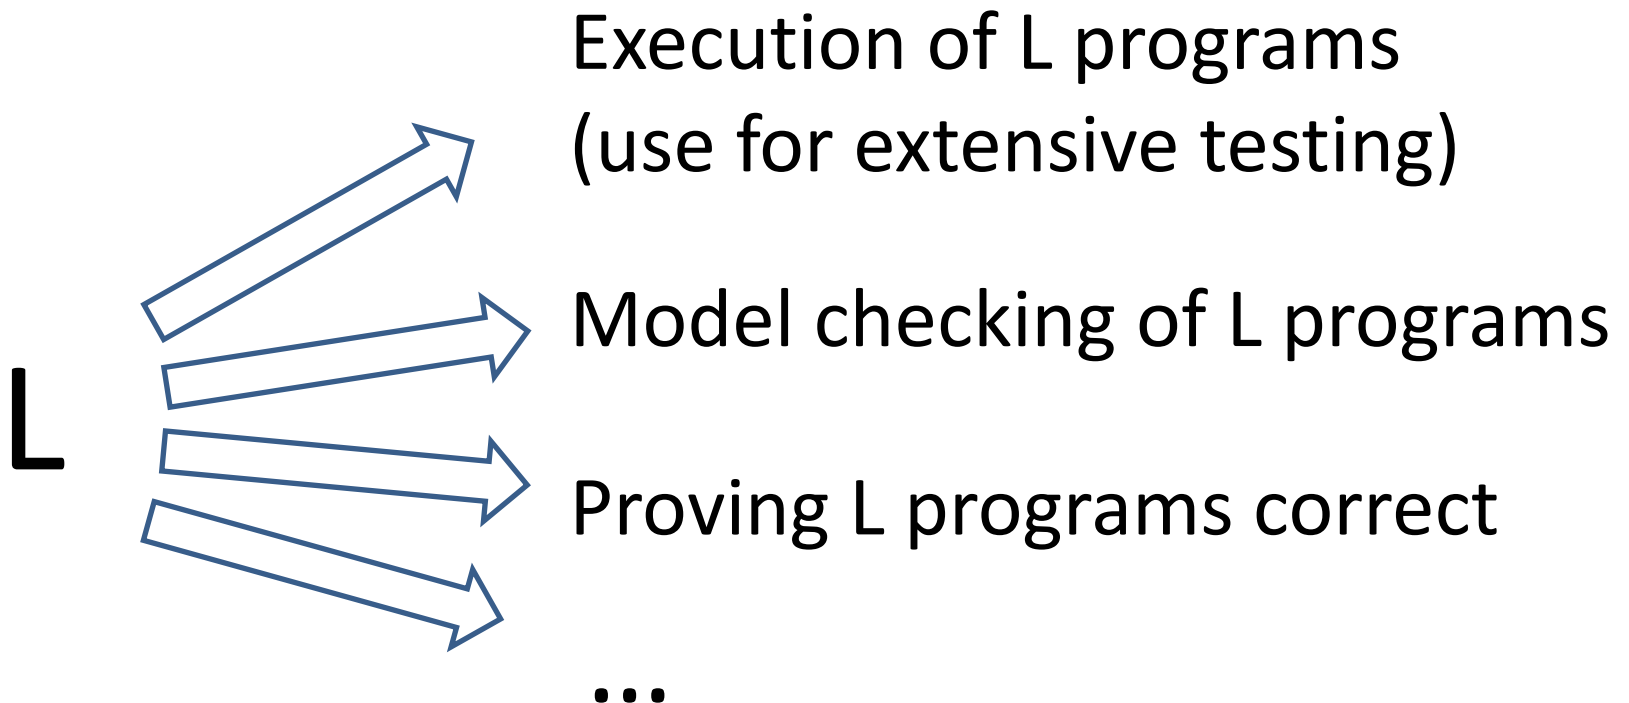 Execution of L programs
(use for extensive testing)
Model checking of L programs
L
Proving L programs correct
...